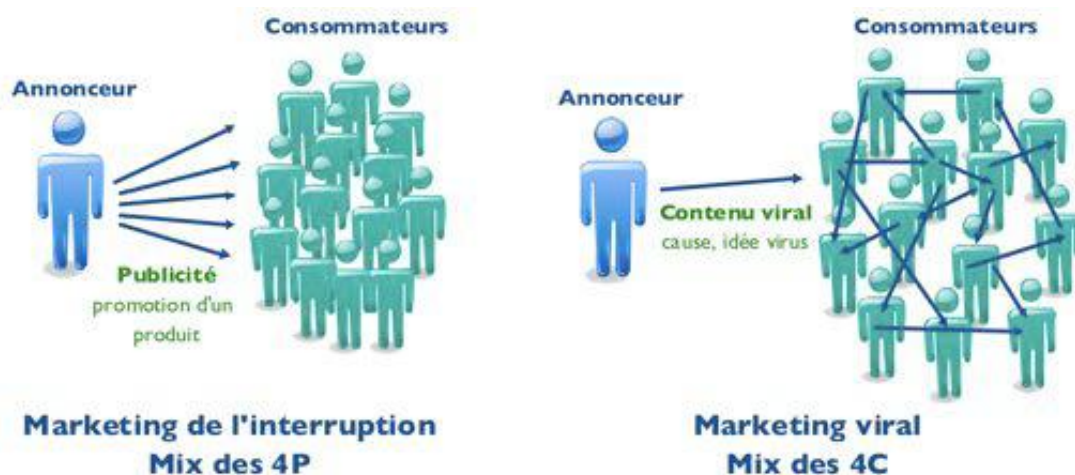 Consommateurs
Annonceur
Publicité
promotion d'un
produit
Marketing de l'interruption
Mix des 4P
Consommateurs
Annonceur
Contenu viral
cause, idée virus
Marketing viral
Mix des 4C